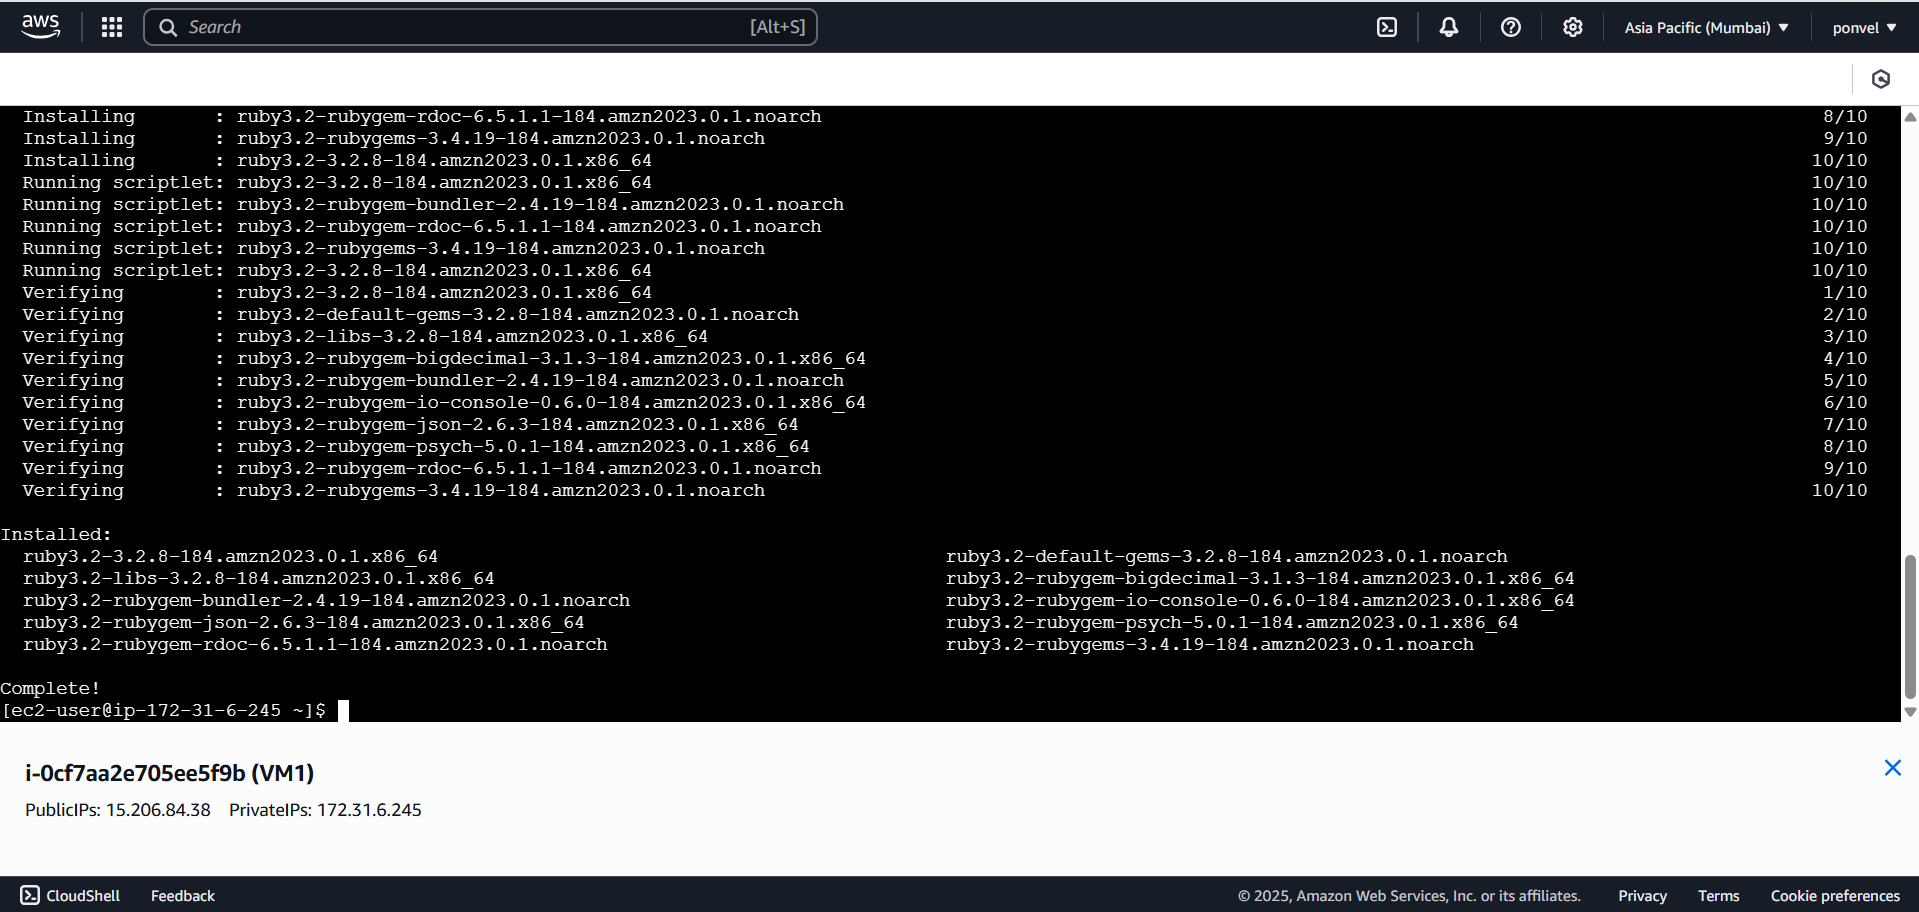 aws
Search [Alt+S]
Asia Pacific (Mumbai)
ponvel
Installing : ruby3.2-rubygem-rdoc-6.5.1.1-184.amzn2023.0.1.noarch 8/10
Installing : ruby3.2-rubygems-3.4.19-184.amzn2023.0.1.noarch 9/10
Installing : ruby3.2-3.2.8-184.amzn2023.0.1.x86_64 10/10
Running scriptlet: ruby3.2-3.2.8-184.amzn2023.0.1.x86_64 10/10
Running scriptlet: ruby3.2-rubygem-bundler-2.4.19-184.amzn2023.0.1.noarch 10/10
Running scriptlet: ruby3.2-rubygem-rdoc-6.5.1.1-184.amzn2023.0.1.noarch 10/10
Running scriptlet: ruby3.2-rubygems-3.4.19-184.amzn2023.0.1.noarch 10/10
Running scriptlet: ruby3.2-3.2.8-184.amzn2023.0.1.x86_64 10/10
Verifying : ruby3.2-3.2.8-184.amzn2023.0.1.x86_64 1/10
Verifying : ruby3.2-default-gems-3.2.8-184.amzn2023.0.1.noarch 2/10
Verifying : ruby3.2-libs-3.2.8-184.amzn2023.0.1.x86_64 3/10
Verifying : ruby3.2-rubygem-bigdecimal-3.1.3-184.amzn2023.0.1.x86_64 4/10
Verifying : ruby3.2-rubygem-bundler-2.4.19-184.amzn2023.0.1.noarch 5/10
Verifying : ruby3.2-rubygem-io-console-0.6.0-184.amzn2023.0.1.x86_64 6/10
Verifying : ruby3.2-rubygem-json-2.6.3-184.amzn2023.0.1.x86_64 7/10
Verifying : ruby3.2-rubygem-psych-5.0.1-184.amzn2023.0.1.x86_64 8/10
Verifying : ruby3.2-rubygem-rdoc-6.5.1.1-184.amzn2023.0.1.noarch 9/10
Verifying : ruby3.2-rubygems-3.4.19-184.amzn2023.0.1.noarch 10/10
Installed:
ruby3.2-3.2.8-184.amzn2023.0.1.x86_64 ruby3.2-default-gems-3.2.8-184.amzn2023.0.1.noarch
ruby3.2-libs-3.2.8-184.amzn2023.0.1.x86_64 ruby3.2-rubygem-bigdecimal-3.1.3-184.amzn2023.0.1.x86_64
ruby3.2-rubygem-bundler-2.4.19-184.amzn2023.0.1.noarch ruby3.2-rubygem-io-console-0.6.0-184.amzn2023.0.1.x86_64
ruby3.2-rubygem-json-2.6.3-184.amzn2023.0.1.x86_64 ruby3.2-rubygem-psych-5.0.1-184.amzn2023.0.1.x86_64
ruby3.2-rubygem-rdoc-6.5.1.1-184.amzn2023.0.1.noarch ruby3.2-rubygems-3.4.19-184.amzn2023.0.1.noarch
Complete!
[ec2-user@ip-172-31-6-245 ~]$
i-0cf7aa2e705ee5f9b (VM1)
PublicIPs: 15.206.84.38 PrivateIPs: 172.31.6.245
CloudShell Feedback © 2025, Amazon Web Services, Inc. or its affiliates. Privacy Terms Cookie preferences